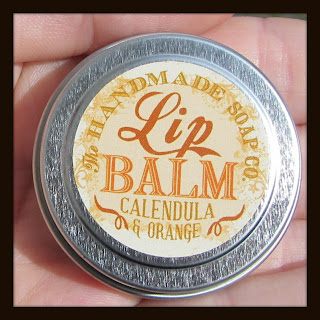 The HANDMADE SOAP CO.
Lip
BALM
CALENDULA
& ORANGE